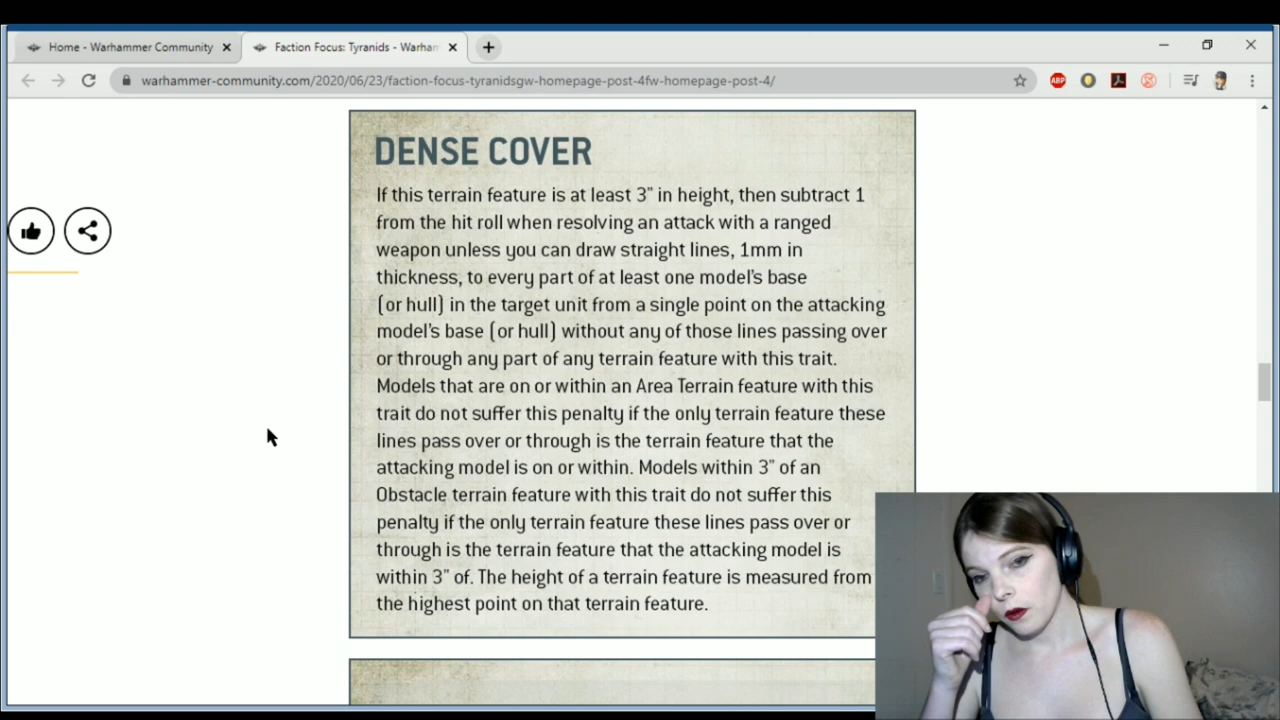 Home - Warhammer Community
Faction Focus: Tyranids - Warham
warhammer-community.com/2020/06/23/faction-focus-tyranidsgw-homepage-post-4fw-homepage-post-4/
ABP
DENSE COVER
If this terrain feature is at least 3" in height, then subtract 1
from the hit roll when resolving an attack with a ranged
weapon unless you can draw straight lines, 1mm in
thickness, to every part of at least one model's base
(or hull) in the target unit from a single point on the attacking
model's base (or hull) without any of those lines passing over
or through any part of any terrain feature with this trait.
Models that are on or within an Area Terrain feature with this
trait do not suffer this penalty if the only terrain feature these
lines pass over or through is the terrain feature that the
attacking model is on or within. Models within 3" of an
Obstacle terrain feature with this trait do not suffer this
penalty if the only terrain feature these lines pass over or
through is the terrain feature that the attacking model is
within 3" of. The height of a terrain feature is measured from
the highest point on that terrain feature.